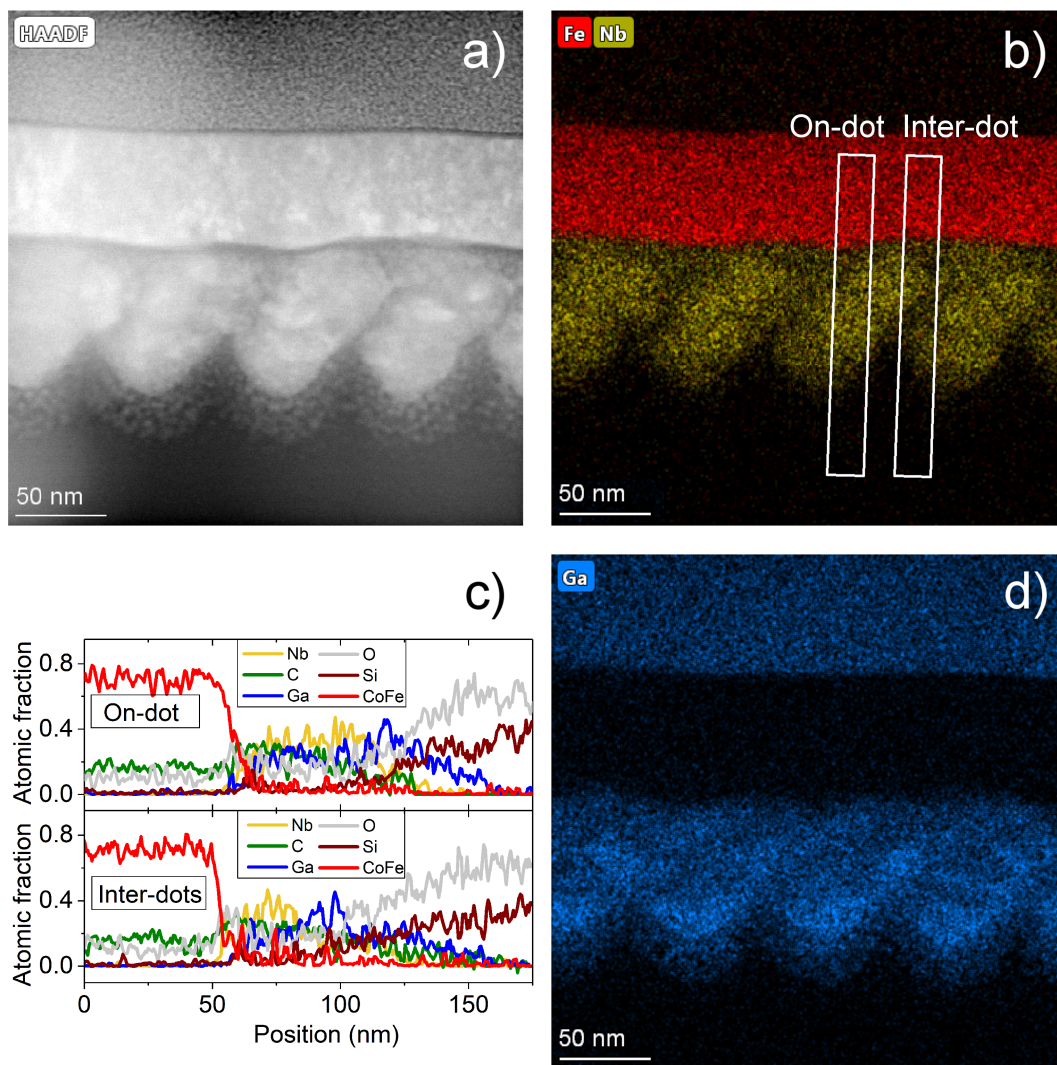 HAADF
a)
50 nm
Fe Nb
b)
On-dot Inter-dot
50 nm
c)
Atomic fraction
0.8
0.4
0.0
Nb O
C Si
Ga CoFe
On-dot
Atomic fraction
0.8
0.4
0.0
Nb O
C Si
Ga CoFe
Inter-dots
0 50 100 150
Position (nm)
Ga
d)
50 nm